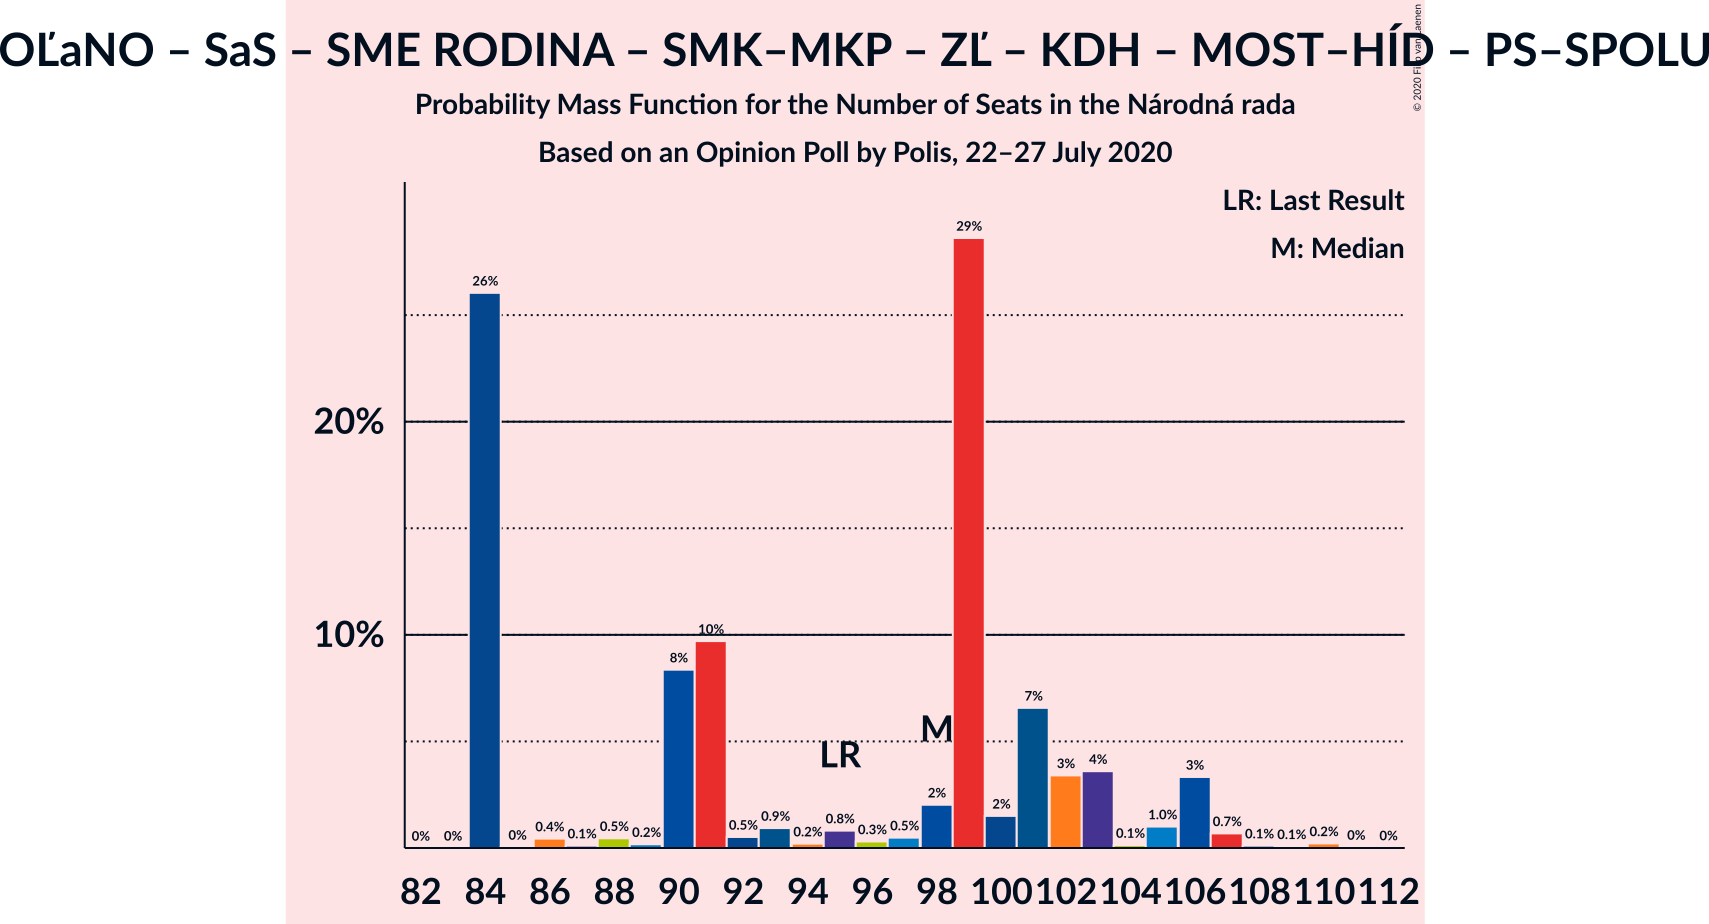 OĽaNO – SaS – SME RODINA – SMK–MKP – ZĽ – KDH – MOST–HÍD – PS–SPOLU
Probability Mass Function for the Number of Seats in the Národná rada
Based on an Opinion Poll by Polis, 22–27 July 2020
© 2020 Filip van Laenen
LR: Last Result
M: Median
20%
10%
0% 0% 26% 0% 0.4% 0.1% 0.5% 0.2% 8% 10% 0.5% 0.9% 0.2% 0.8% 0.3% 0.5% 2% 29% 2% 7% 3% 4% 0.1% 1.0% 3% 0.7% 0.1% 0.1% 0.2% 0% 0%
LR M
82 84 86 88 90 92 94 96 98 100 102 104 106 108 110 112